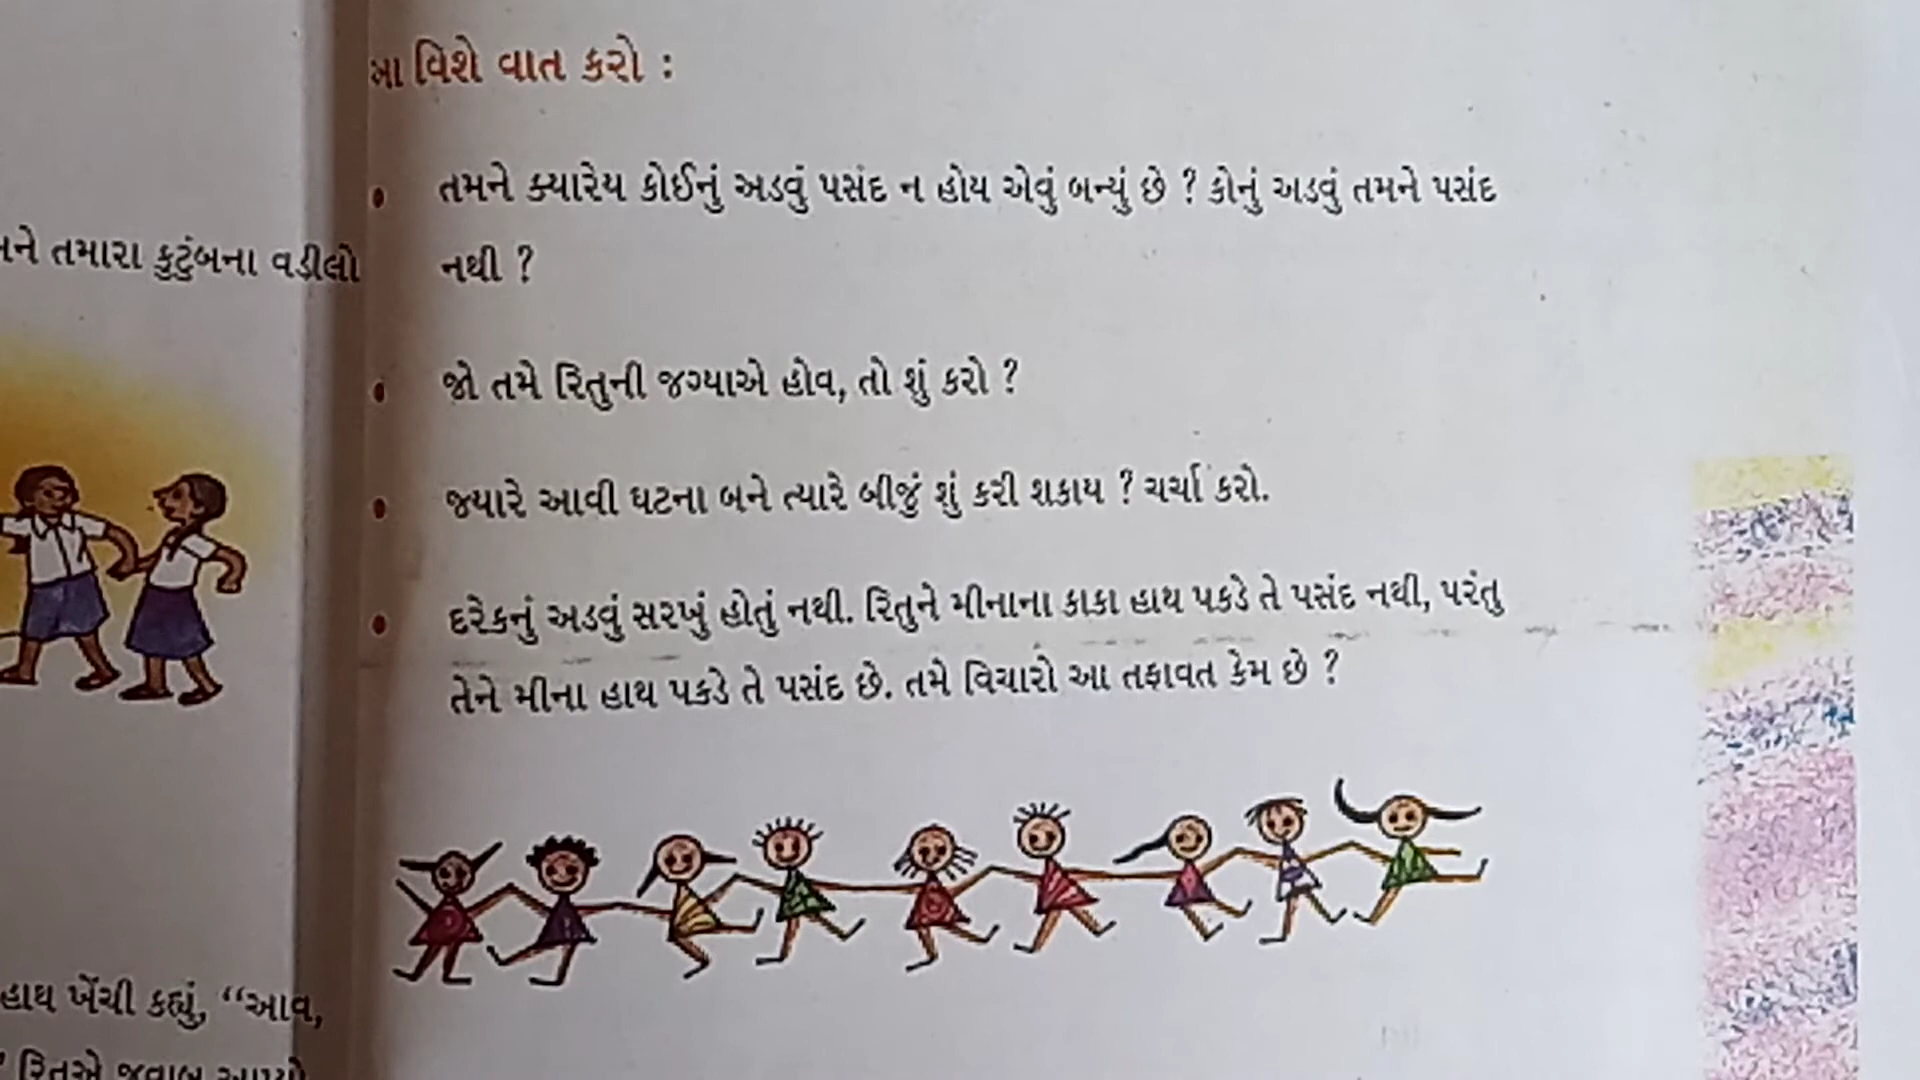 ને તમારા કુટુંબના વડીલો
હાથ ખેંચી કહ્યું, “આવ,
આ વિશે વાત કરો :
• તમને ક્યારેય કોઈનું અડવું પસંદ ન હોય એવું બન્યું છે ? કોનું અડવું તમને પસંદ
નથી ?
• જો તમે રિતુની જગ્યાએ હોવ, તો શું કરો ?
• જ્યારે આવી ઘટના બને ત્યારે બીજું શું કરી શકાય ? ચર્ચા કરો.
• દરેકનું અડવું સરખું હોતું નથી. રિતુને મીનાના કાકા હાથ પકડે તે પસંદ નથી, પરંતુ
તેને મીના હાથ પકડે તે પસંદ છે. તમે વિચારો આ તફાવત કેમ છે ?